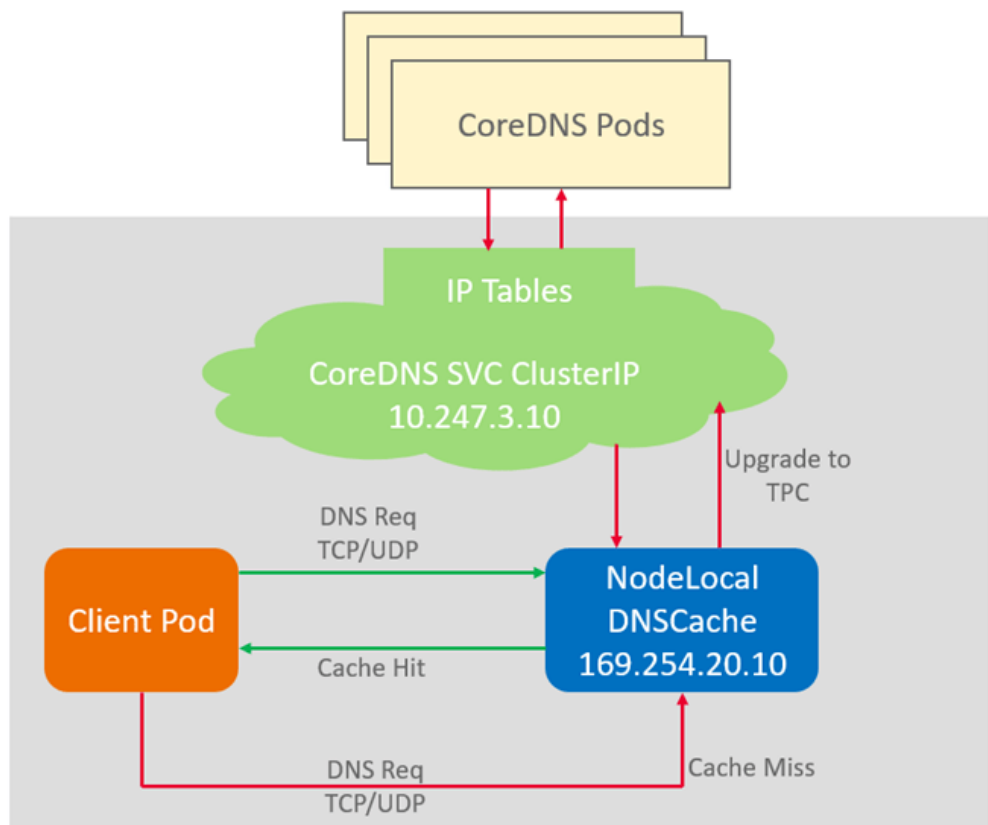 CoreDNS Pods
IP Tables
CoreDNS SVC ClusterIP
10.247.3.10
Upgrade to
TPC
DNS Req
TCP/UDP
Client Pod
NodeLocal
DNSCache
169.254.20.10
Cache Hit
Cache Miss
DNS Req
TCP/UDP